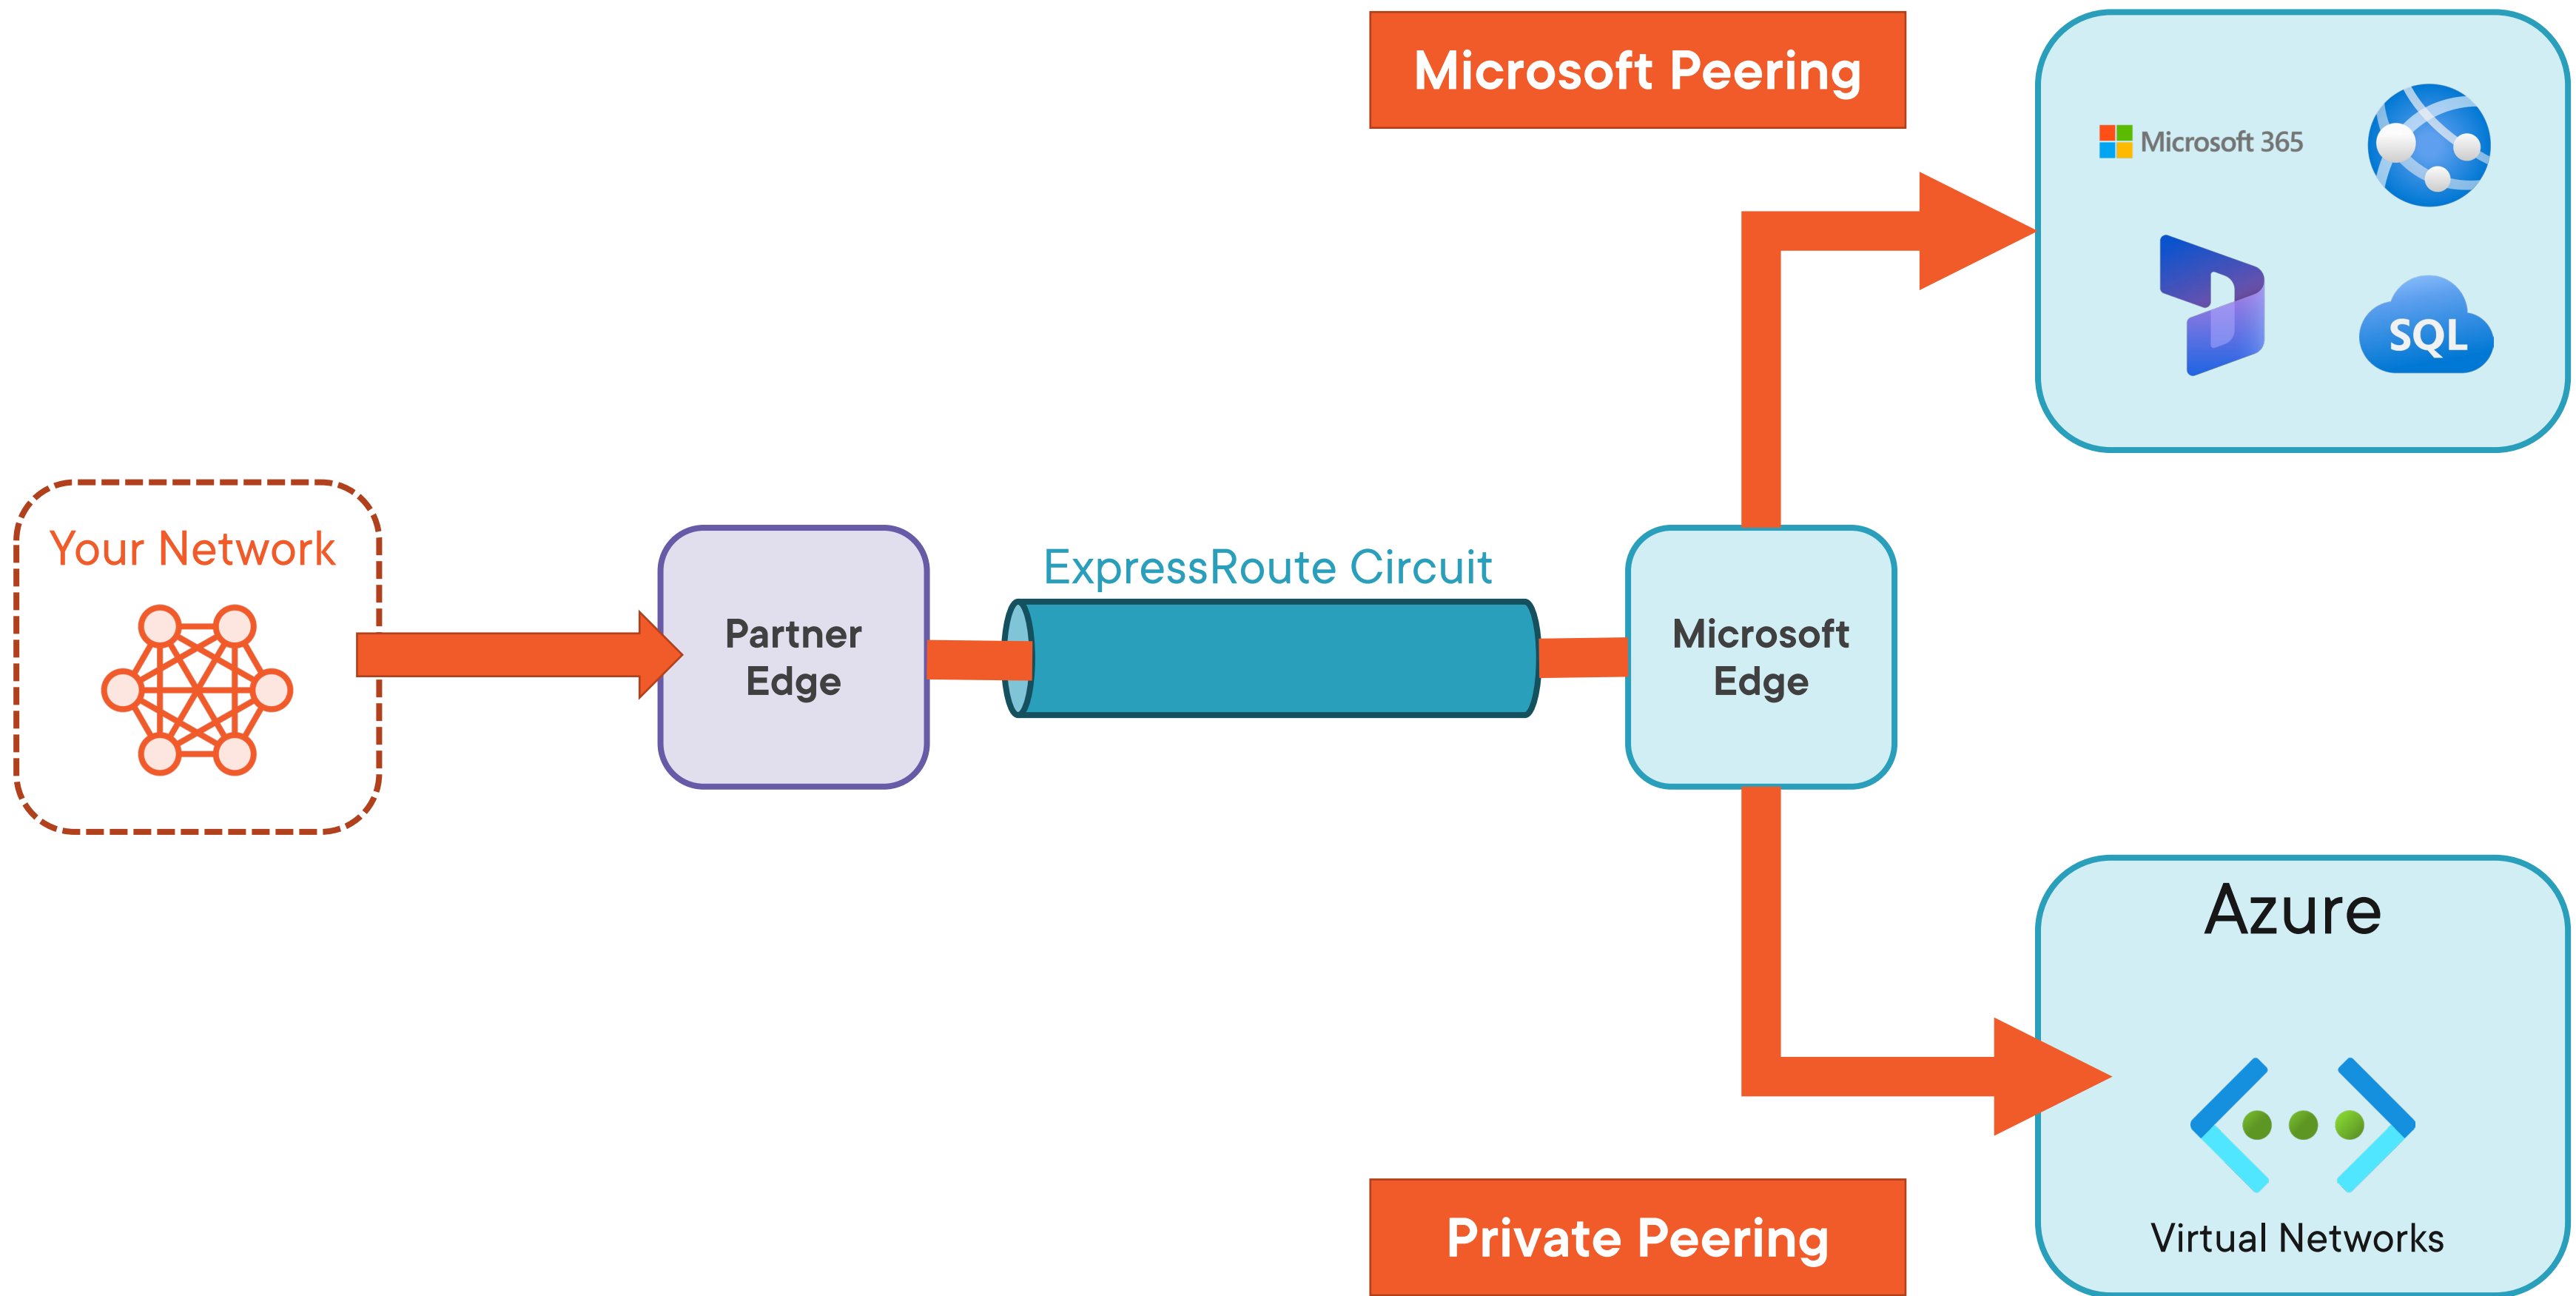 Microsoft Peering
Microsoft 365
SQL
Your Network
Partner
Edge
ExpressRoute Circuit
Microsoft
Edge
Azure
Virtual Networks
Private Peering